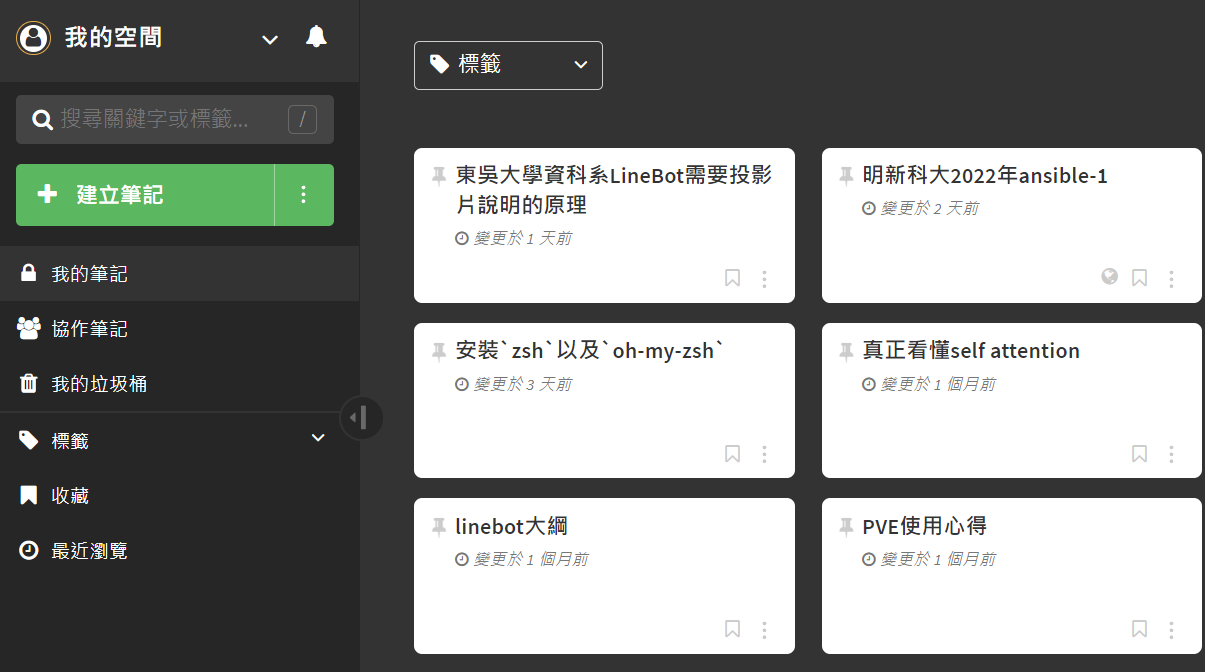 我的空間
搜尋關鍵字或標籤...
/
建立筆記
我的筆記
協作筆記
我的垃圾桶
標籤
收藏
最近瀏覽
標籤
東吳大學資科系LineBot需要投影
片說明的原理
變更於 1 天前
明新科大2022年ansible-1
變更於 2 天前
安裝`zsh`以及`oh-my-zsh`
變更於 3 天前
真正看懂self attention
變更於 1 個月前
linebot大綱
變更於 1 個月前
PVE使用心得
變更於 1 個月前